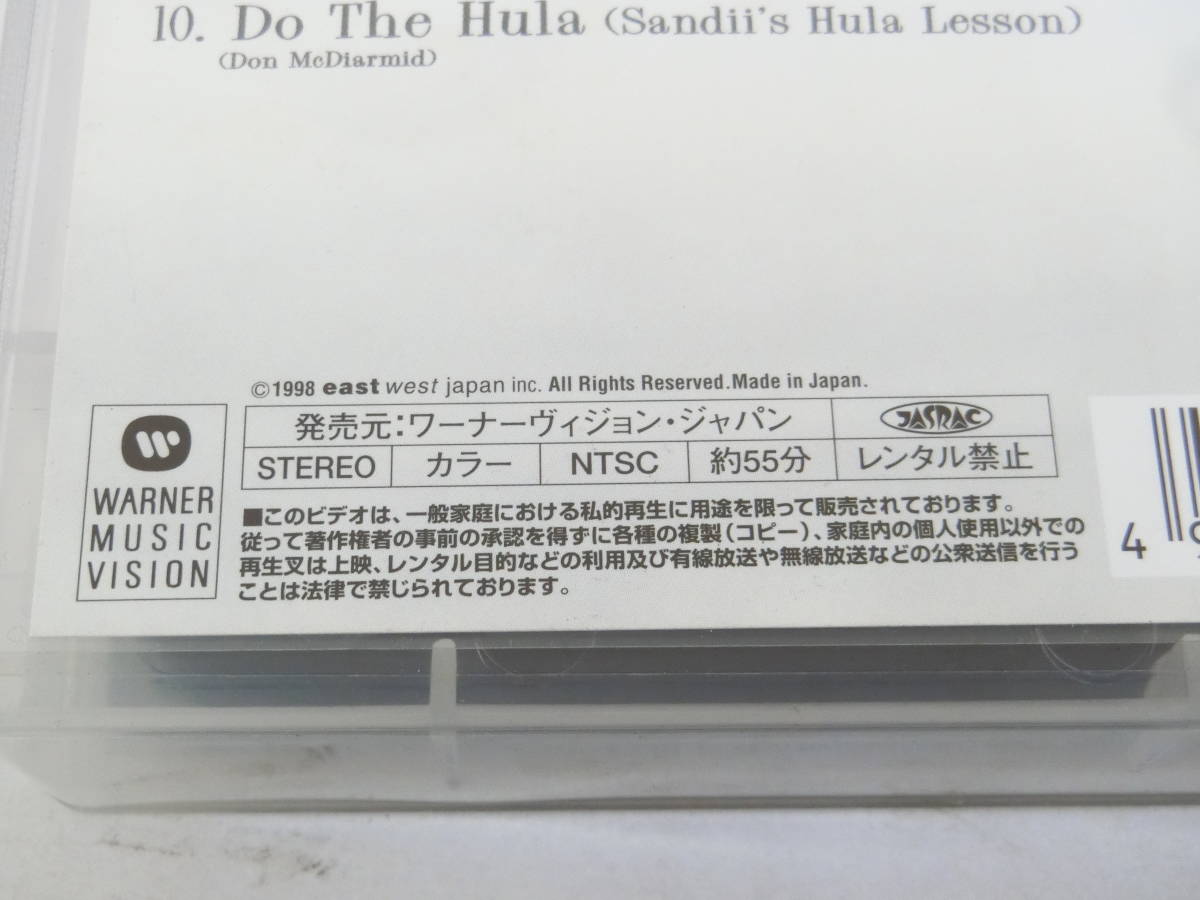 10. Do The Hula (Sandii's Hula Lesson)
(Don McDiarmid)
©1998 east west japan inc. All Rights Reserved. Made in Japan.
発売元:ワーナーヴィジョン・ジャパン
JASRAC
STEREO カラー NTSC 約55分 レンタル禁止
WARNER
MUSIC
VISION
■このビデオは、一般家庭における私的再生に用途を限って販売されております。
従って著作権者の事前の承認を得ずに各種の複製(コピー)、家庭内の個人使用以外での
再生叉は上映、レンタル目的などの利用及び有線放送や無線放送などの公衆送信を行う
ことは法律で禁じられております。
4